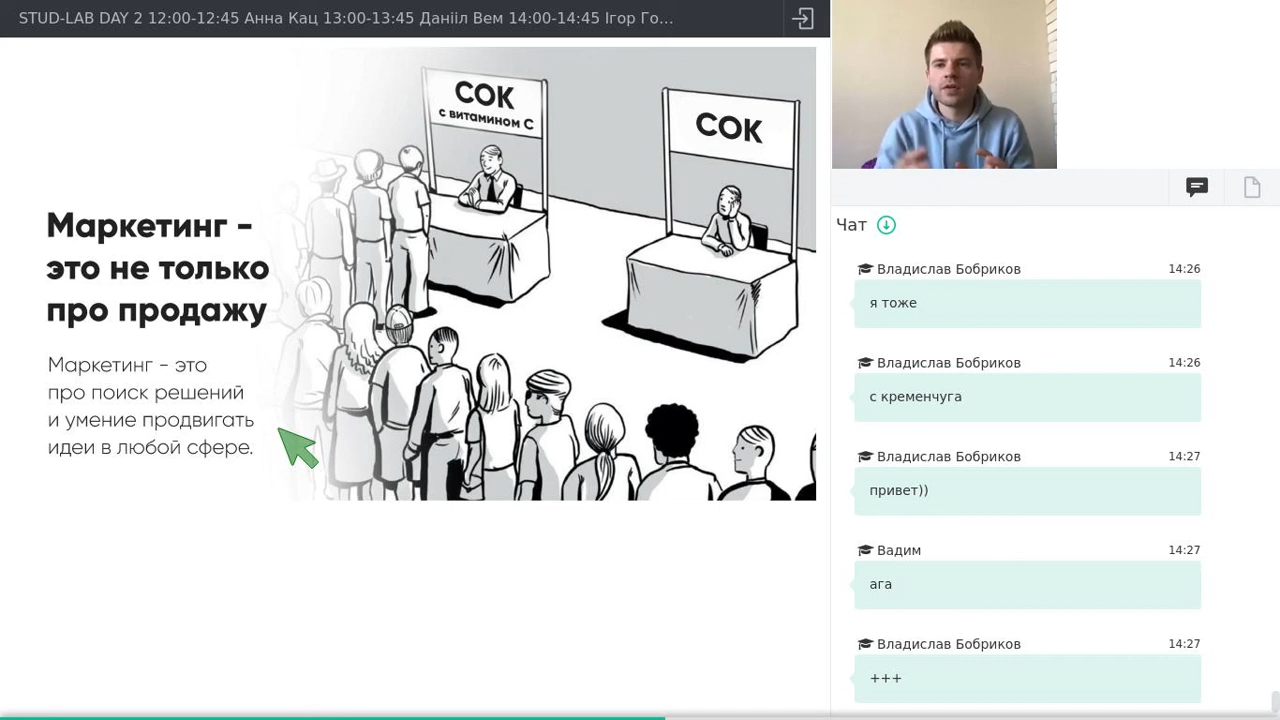 STUD-LAB DAY 2 12:00-12:45 Анна Кац 13:00-13:45 Данііл Вем 14:00-14:45 Ігор Го...
СОК
с витамином С
СОК
Маркетинг -
это не только
про продажу
Маркетинг - это
про поиск решений
и умение продвигать
идеи в любой сфере.
Чат
Владислав Бобриков 14:26
я тоже
Владислав Бобриков 14:26
с кременчуга
Владислав Бобриков 14:27
привет))
Вадим 14:27
ага
Владислав Бобриков 14:27
+++